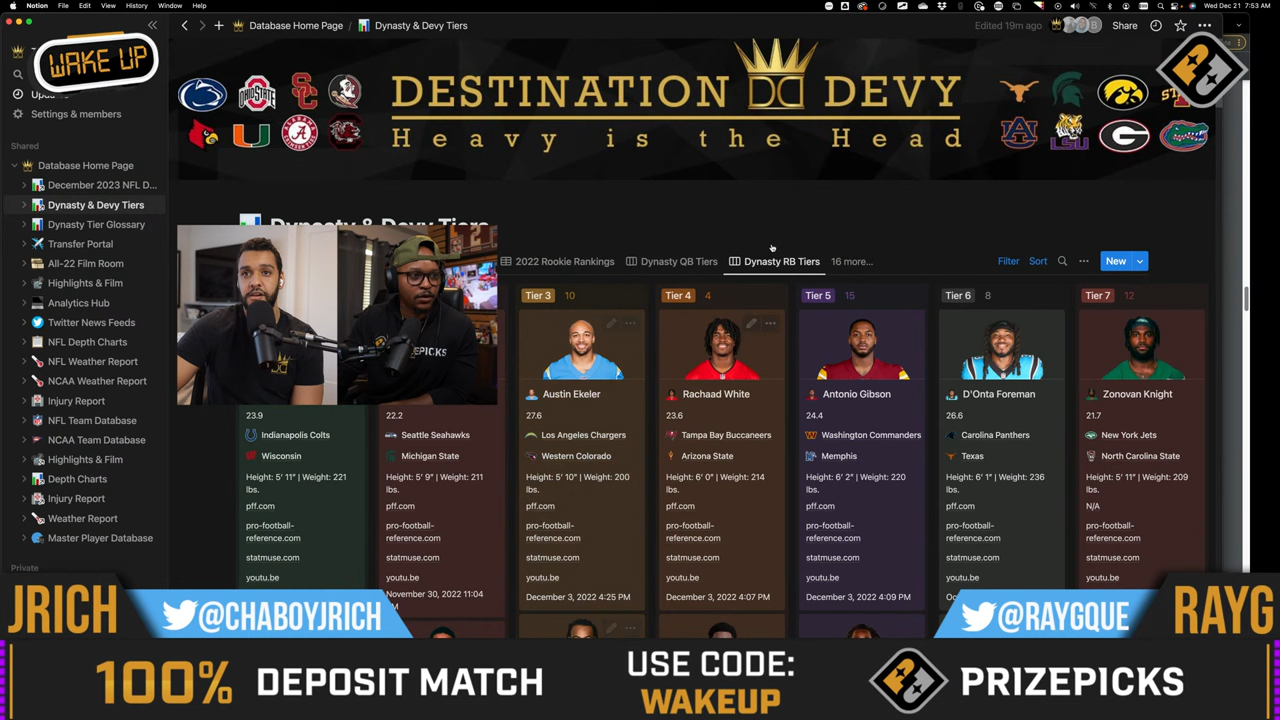 Notion File Edit View History Window Help
Wed Dec 21 7:53 AM
Database Home Page / Dynasty & Devy Tiers
Edited 19m ago
Share
WAKE UP
Settings & members
Shared
Database Home Page
December 2023 NFL D...
Dynasty & Devy Tiers
Dynasty Tier Glossary
Transfer Portal
All-22 Film Room
Highlights & Film
Analytics Hub
Twitter News Feeds
NFL Depth Charts
NFL Weather Report
NCAA Weather Report
Injury Report
NFL Team Database
NCAA Team Database
Highlights & Film
Depth Charts
Injury Report
Weather Report
Master Player Database
Private
DESTINATION DD DEVY
Heavy is the Head
Dynasty & Devy Tiers
2022 Rookie Rankings
Dynasty QB Tiers
Dynasty RB Tiers
16 more...
Filter
Sort
New
Tier 3 10
Tier 4 4
Tier 5 15
Tier 6 8
Tier 7 12
23.9
Indianapolis Colts
Wisconsin
Height: 5' 11" | Weight: 221
lbs.
pff.com
pro-football-
reference.com
statmuse.com
youtu.be
22.2
Seattle Seahawks
Michigan State
Height: 5' 9" | Weight: 211
lbs.
pff.com
pro-football-
reference.com
statmuse.com
youtu.be
November 30, 2022 11:04
Austin Ekeler
27.6
Los Angeles Chargers
Western Colorado
Height: 5' 10" | Weight: 200
lbs.
pff.com
pro-football-
reference.com
statmuse.com
youtu.be
December 3, 2022 4:25 PM
Rachaad White
23.6
Tampa Bay Buccaneers
Arizona State
Height: 6' 0" | Weight: 214
lbs.
pff.com
pro-football-
reference.com
statmuse.com
youtu.be
December 3, 2022 4:07 PM
Antonio Gibson
24.4
Washington Commanders
Memphis
Height: 6' 2" | Weight: 220
lbs.
pff.com
pro-football-
reference.com
statmuse.com
youtu.be
December 3, 2022 4:09 PM
D'Onta Foreman
26.6
Carolina Panthers
Texas
Height: 6' 1" | Weight: 236
lbs.
pff.com
pro-football-
reference.com
statmuse.com
youtu.be
Zonovan Knight
21.7
New York Jets
North Carolina State
Height: 5' 11" | Weight: 209
lbs.
N/A
pro-football-
reference.com
statmuse.com
youtu.be
JRICH
@CHABOYJRICH
@RAYGQUE
RAYG
100% DEPOSIT MATCH
USE CODE:
WAKEUP
PRIZEPICKS